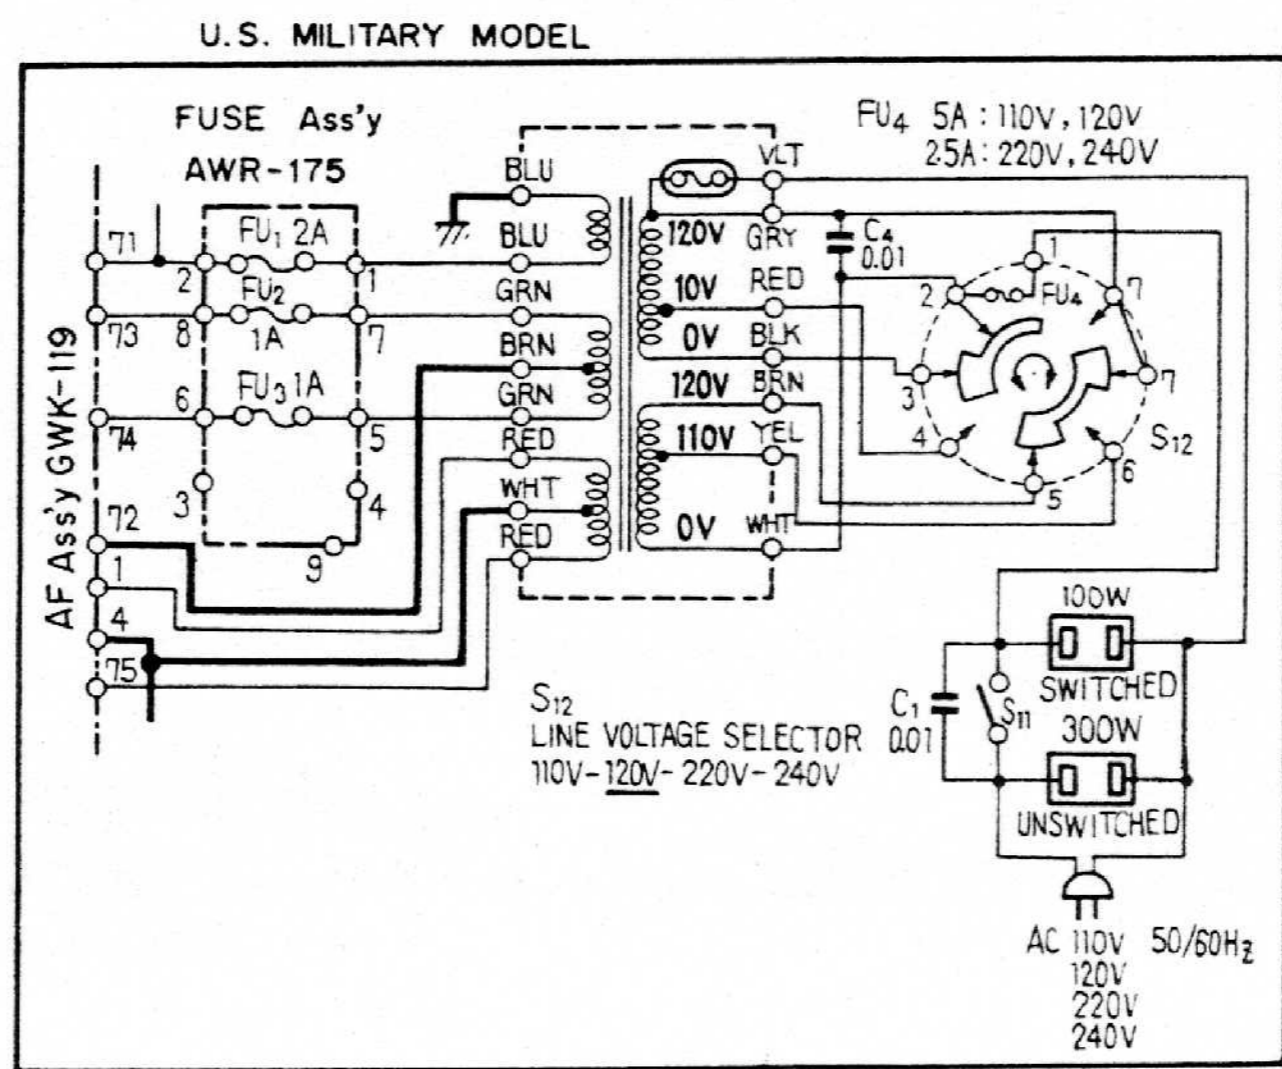 U.S. MILITARY MODEL
FUSE Ass'y
AWR-175
FU4 5A : 110V, 120V
2.5A : 220V, 240V
AF Ass'y GWK-119
71
73
74
72
1
4
75
2
8
6
3
FU1 2A
FU2
1A
FU3 1A
1
7
5
4
9
BLU
BLU
GRN
BRN
GRN
RED
WHT
RED
120V
10V
0V
120V
110V
0V
VLT
GRY
RED
BLK
BRN
YEL
WHT
C4
0.01
1
2
FU4
7
3
7
4
S12
5
6
S12
LINE VOLTAGE SELECTOR
110V-120V-220V-240V
100W
SWITCHED
C1
0.01
S11
300W
UNSWITCHED
AC 110V 50/60Hz
120V
220V
240V